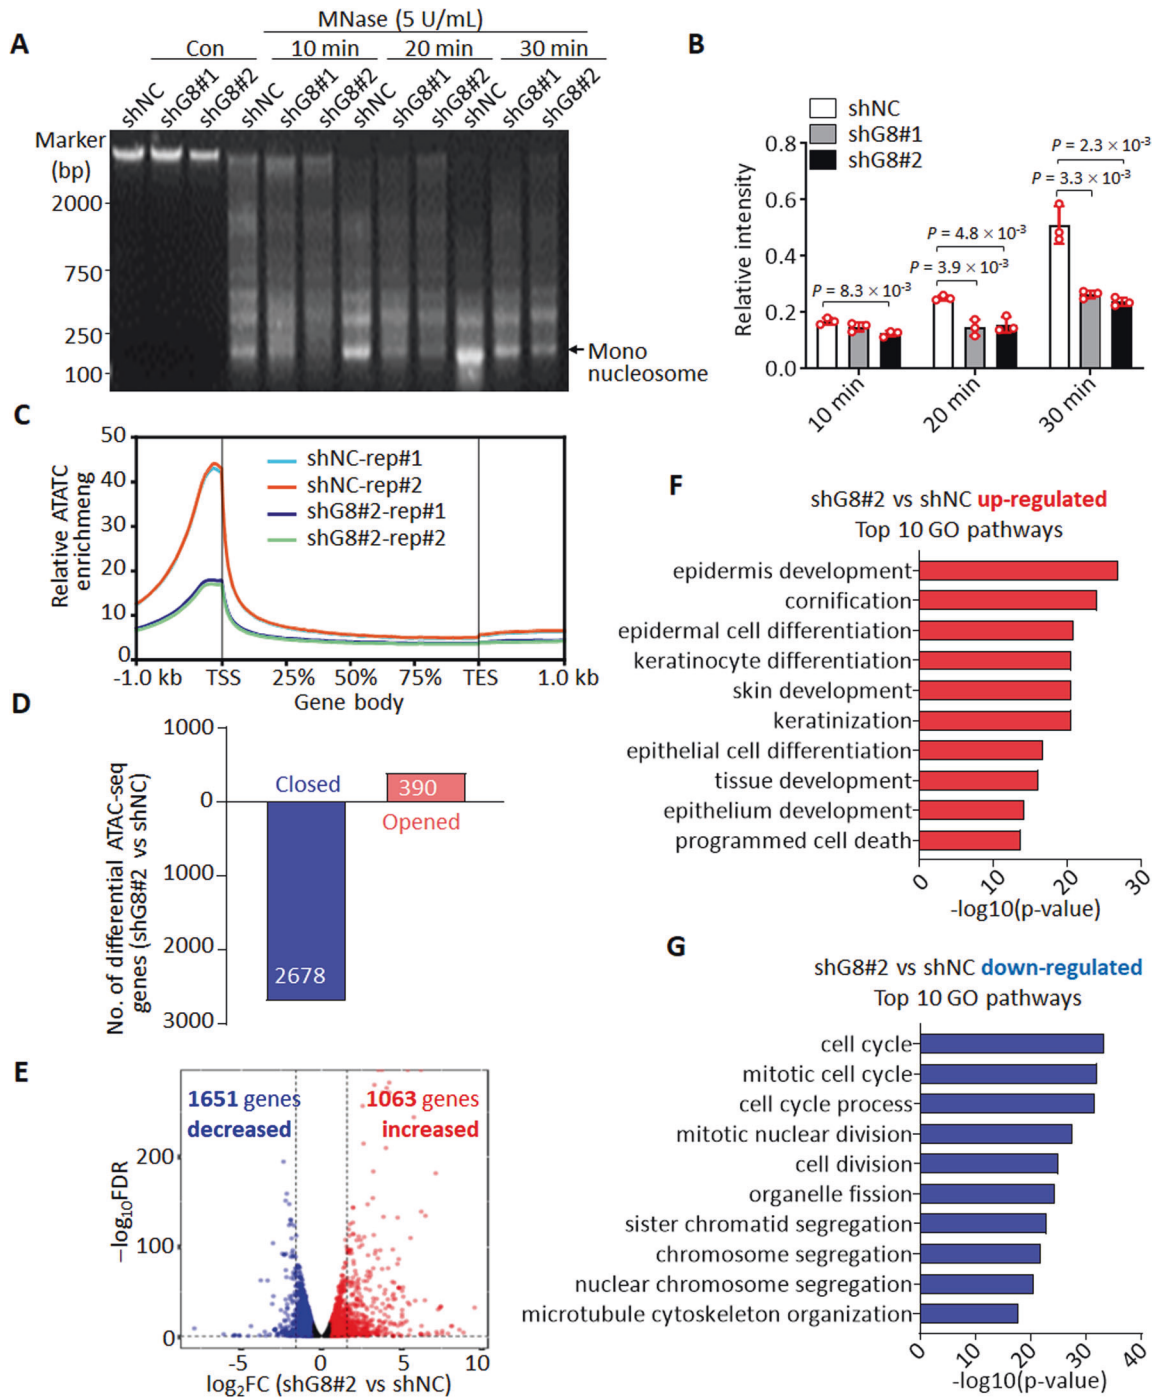 A
MNase (5 U/mL)
Con
10 min
20 min
30 min
shNC
shG8#1
shG8#2
shNC
shG8#1
shG8#2
shNC
shG8#1
shG8#2
shNC
shG8#1
shG8#2
Marker
(bp)
2000
750
250
100
Mono
nucleosome
B
shNC
shG8#1
shG8#2
Relative intensity
0.8
0.6
0.4
0.2
0.0
P = 8.3 × 10-3
P = 4.8 × 10-3
P = 3.9 × 10-3
P = 2.3 × 10-3
P = 3.3 × 10-3
10 min
20 min
30 min
C
Relative ATATC
enrichmeng
50
40
30
20
10
0
shNC-rep#1
shNC-rep#2
shG8#2-rep#1
shG8#2-rep#2
-1.0 kb
TSS
25%
50%
75%
TES
1.0 kb
Gene body
D
No. of differential ATAC-seq
genes (shG8#2 vs shNC)
1000
0
1000
2000
3000
Closed
2678
390
Opened
E
1651 genes
decreased
1063 genes
increased
−log10FDR
200
100
0
-5
0
5
10
log2FC (shG8#2 vs shNC)
F
shG8#2 vs shNC up-regulated
Top 10 GO pathways
epidermis development
cornification
epidermal cell differentiation
keratinocyte differentiation
skin development
keratinization
epithelial cell differentiation
tissue development
epithelium development
programmed cell death
0
10
20
30
-log10(p-value)
G
shG8#2 vs shNC down-regulated
Top 10 GO pathways
cell cycle
mitotic cell cycle
cell cycle process
mitotic nuclear division
cell division
organelle fission
sister chromatid segregation
chromosome segregation
nuclear chromosome segregation
microtubule cytoskeleton organization
0
10
20
30
40
-log10(p-value)